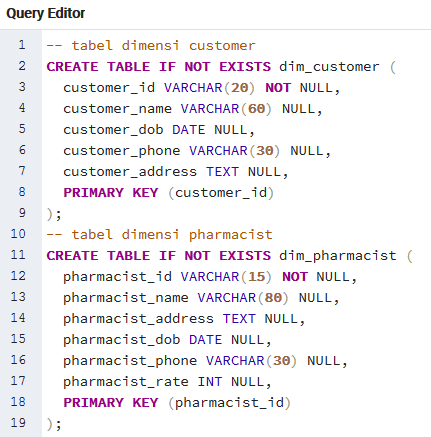 Query Editor
1 -- tabel dimensi customer
2 CREATE TABLE IF NOT EXISTS dim_customer (
3 customer_id VARCHAR(20) NOT NULL,
4 customer_name VARCHAR(60) NULL,
5 customer_dob DATE NULL,
6 customer_phone VARCHAR(30) NULL,
7 customer_address TEXT NULL,
8 PRIMARY KEY (customer_id)
9 );
10 -- tabel dimensi pharmacist
11 CREATE TABLE IF NOT EXISTS dim_pharmacist (
12 pharmacist_id VARCHAR(15) NOT NULL,
13 pharmacist_name VARCHAR(80) NULL,
14 pharmacist_address TEXT NULL,
15 pharmacist_dob DATE NULL,
16 pharmacist_phone VARCHAR(30) NULL,
17 pharmacist_rate INT NULL,
18 PRIMARY KEY (pharmacist_id)
19 );